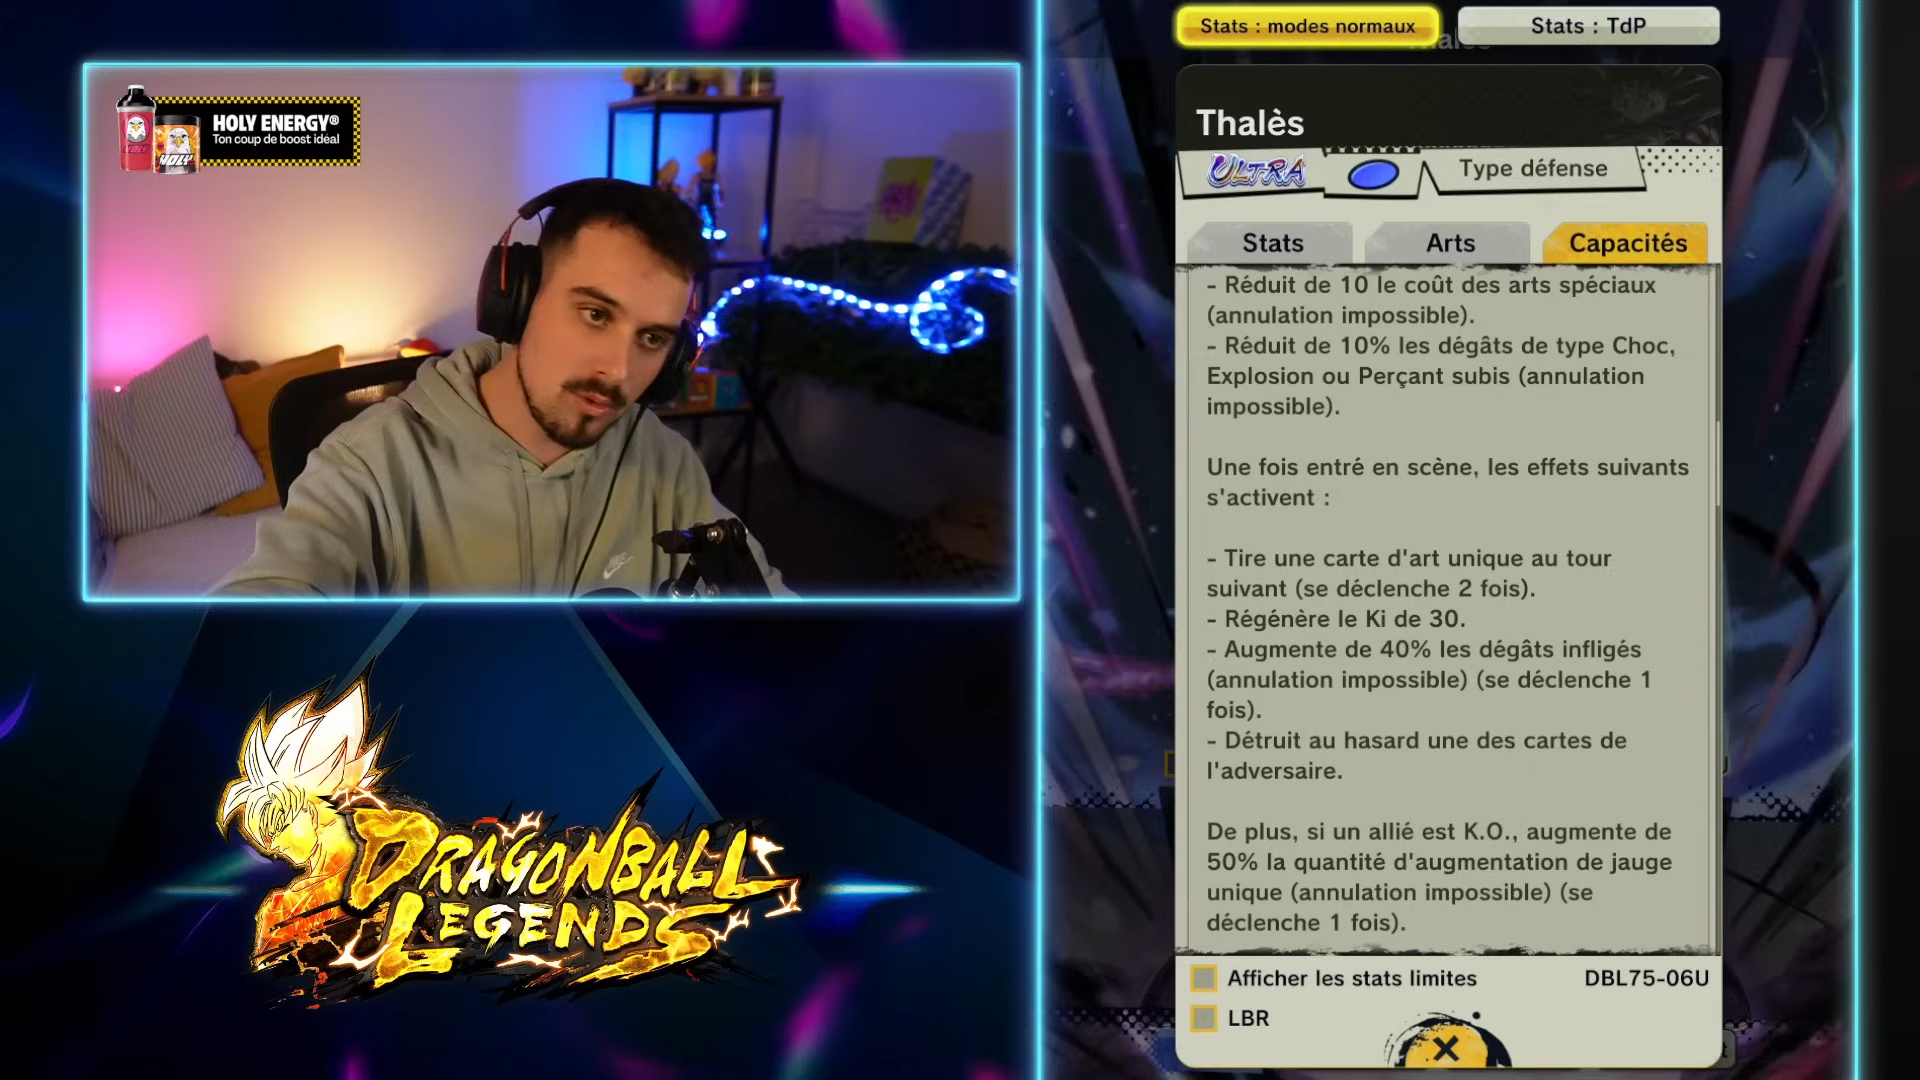 HOLY ENERGY®
Ton coup de boost idéal
HOLY
DRAGONBALL
LEGENDS
Stats : modes normaux
Stats : TdP
Thalès
ULTRA
Type défense
Stats
Arts
Capacités
- Réduit de 10 le coût des arts spéciaux
(annulation impossible).
- Réduit de 10% les dégâts de type Choc,
Explosion ou Perçant subis (annulation
impossible).
Une fois entré en scène, les effets suivants
s'activent :
- Tire une carte d'art unique au tour
suivant (se déclenche 2 fois).
- Régénère le Ki de 30.
- Augmente de 40% les dégâts infligés
(annulation impossible) (se déclenche 1
fois).
- Détruit au hasard une des cartes de
l'adversaire.
De plus, si un allié est K.O., augmente de
50% la quantité d'augmentation de jauge
unique (annulation impossible) (se
déclenche 1 fois).
Afficher les stats limites
DBL75-06U
LBR